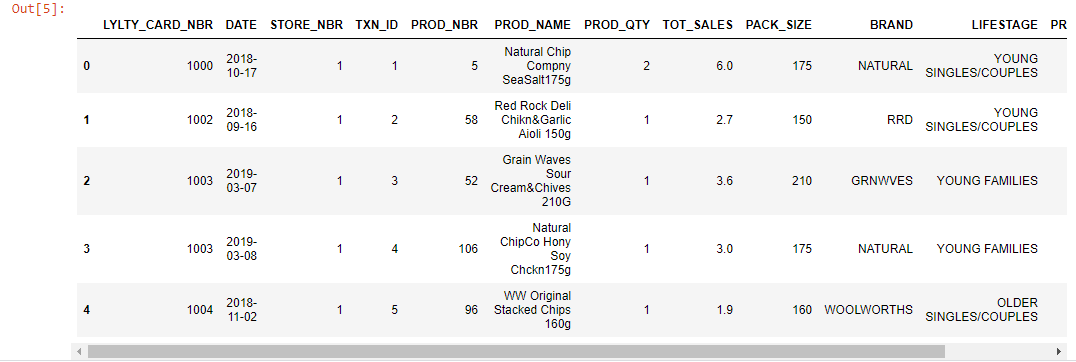 Out[5]:
LYLTY_CARD_NBR DATE STORE_NBR TXN_ID PROD_NBR PROD_NAME PROD_QTY TOT_SALES PACK_SIZE BRAND LIFESTAGE PR
0 1000 2018-10-17 1 1 5 Natural Chip Compny SeaSalt175g 2 6.0 175 NATURAL YOUNG SINGLES/COUPLES
1 1002 2018-09-16 1 2 58 Red Rock Deli Chikn&Garlic Aioli 150g 1 2.7 150 RRD YOUNG SINGLES/COUPLES
2 1003 2019-03-07 1 3 52 Grain Waves Sour Cream&Chives 210G 1 3.6 210 GRNWVES YOUNG FAMILIES
3 1003 2019-03-08 1 4 106 Natural ChipCo Hony Soy Chckn175g 1 3.0 175 NATURAL YOUNG FAMILIES
4 1004 2018-11-02 1 5 96 WW Original Stacked Chips 160g 1 1.9 160 WOOLWORTHS OLDER SINGLES/COUPLES